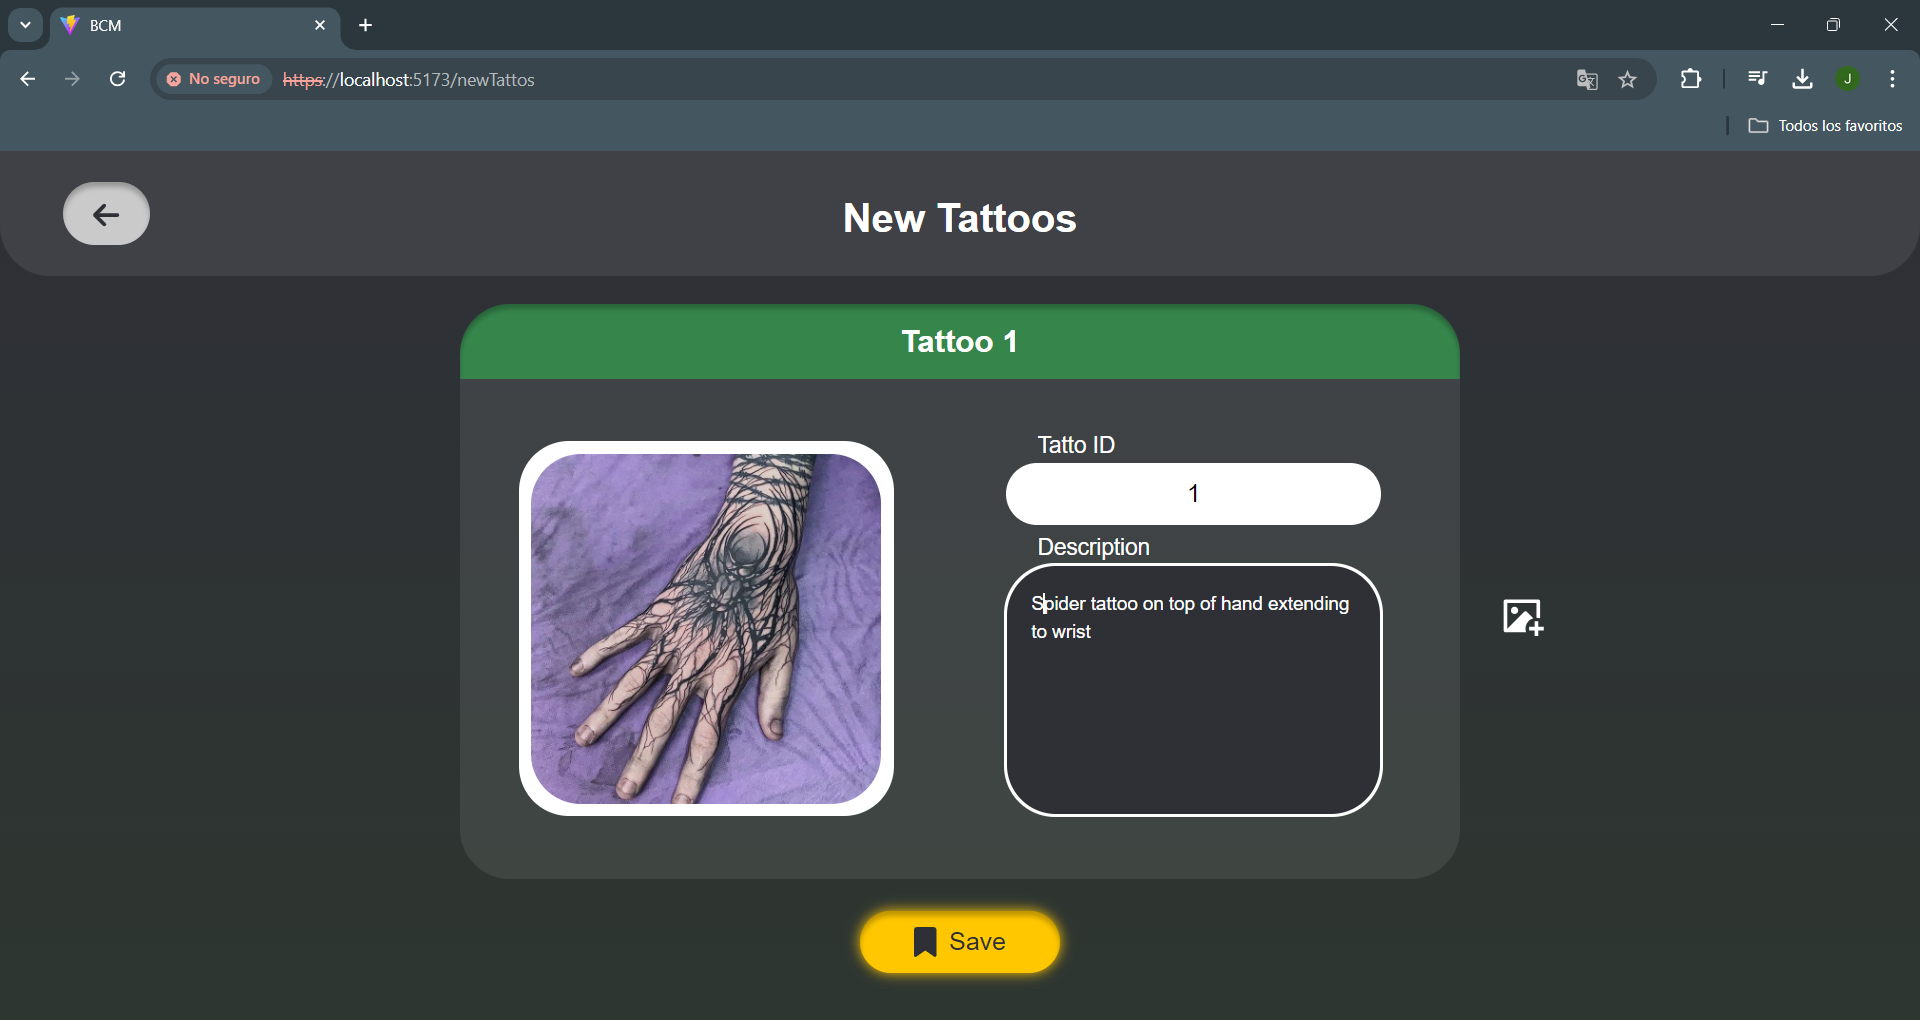 BCM
No seguro
https://localhost:5173/newTattos
J
Todos los favoritos
New Tattoos
Tattoo 1
Tatto ID
1
Description
Spider tattoo on top of hand extending
to wrist
Save